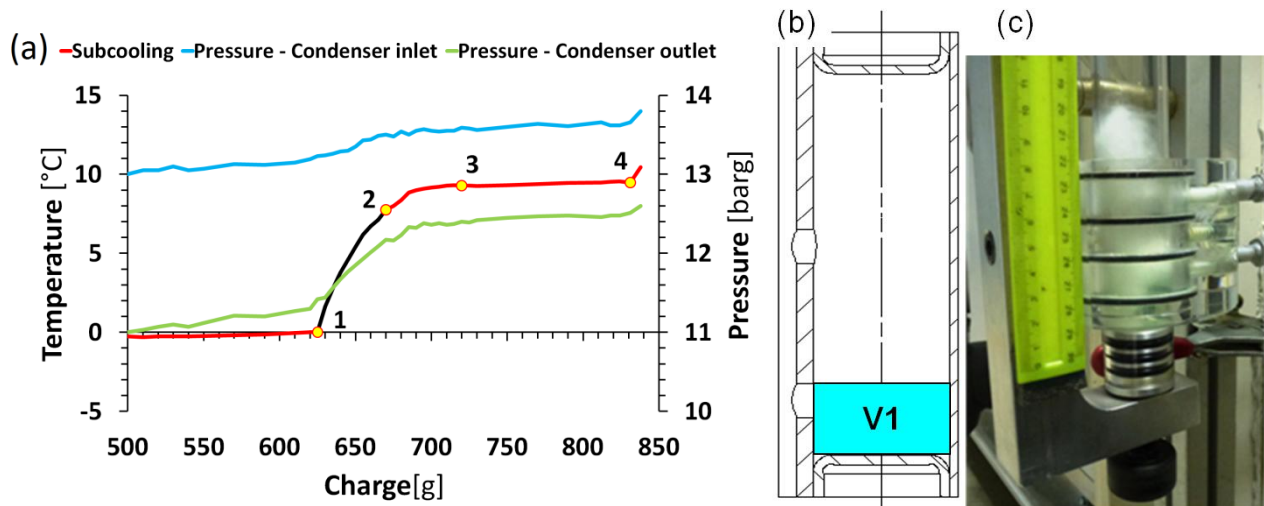 (a) Subcooling Pressure - Condenser inlet Pressure - Condenser outlet
15
10
5
0
-5
Temperature [°C]
14
13
12
11
10
Pressure [barg]
1
2
3
4
500 550 600 650 700 750 800 850
Charge[g]
(b)
V1
(c)